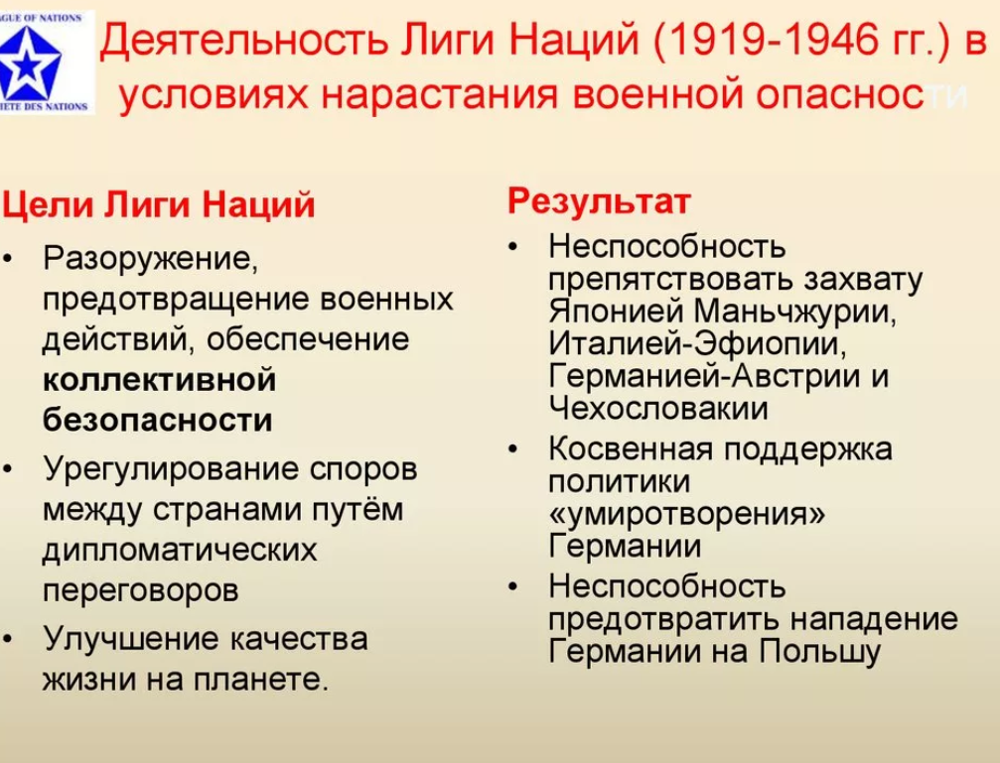 AGUE OF NATIONS
IETE DES NATIONS
Деятельность Лиги Наций (1919-1946 гг.) в
условиях нарастания военной опасности
Цели Лиги Наций
• Разоружение,
предотвращение военных
действий, обеспечение
коллективной
безопасности
• Урегулирование споров
между странами путём
дипломатических
переговоров
• Улучшение качества
жизни на планете.
Результат
• Неспособность
препятствовать захвату
Японией Маньчжурии,
Италией-Эфиопии,
Германией-Австрии и
Чехословакии
• Косвенная поддержка
политики
«умиротворения»
Германии
• Неспособность
предотвратить нападение
Германии на Польшу